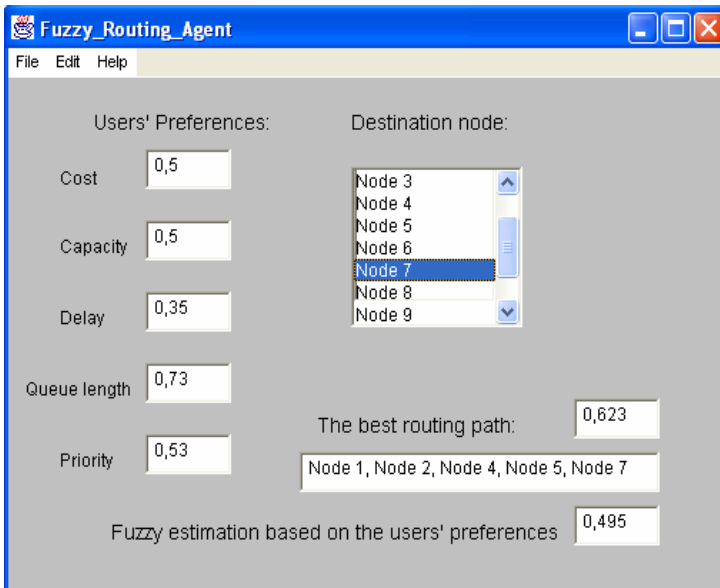 Fuzzy_Routing_Agent
File Edit Help
Users' Preferences:
Destination node:
Cost
0,5
Capacity
0,5
Delay
0,35
Queue length
0,73
Priority
0,53
Node 3
Node 4
Node 5
Node 6
Node 7
Node 8
Node 9
The best routing path:
0,623
Node 1, Node 2, Node 4, Node 5, Node 7
Fuzzy estimation based on the users' preferences
0,495